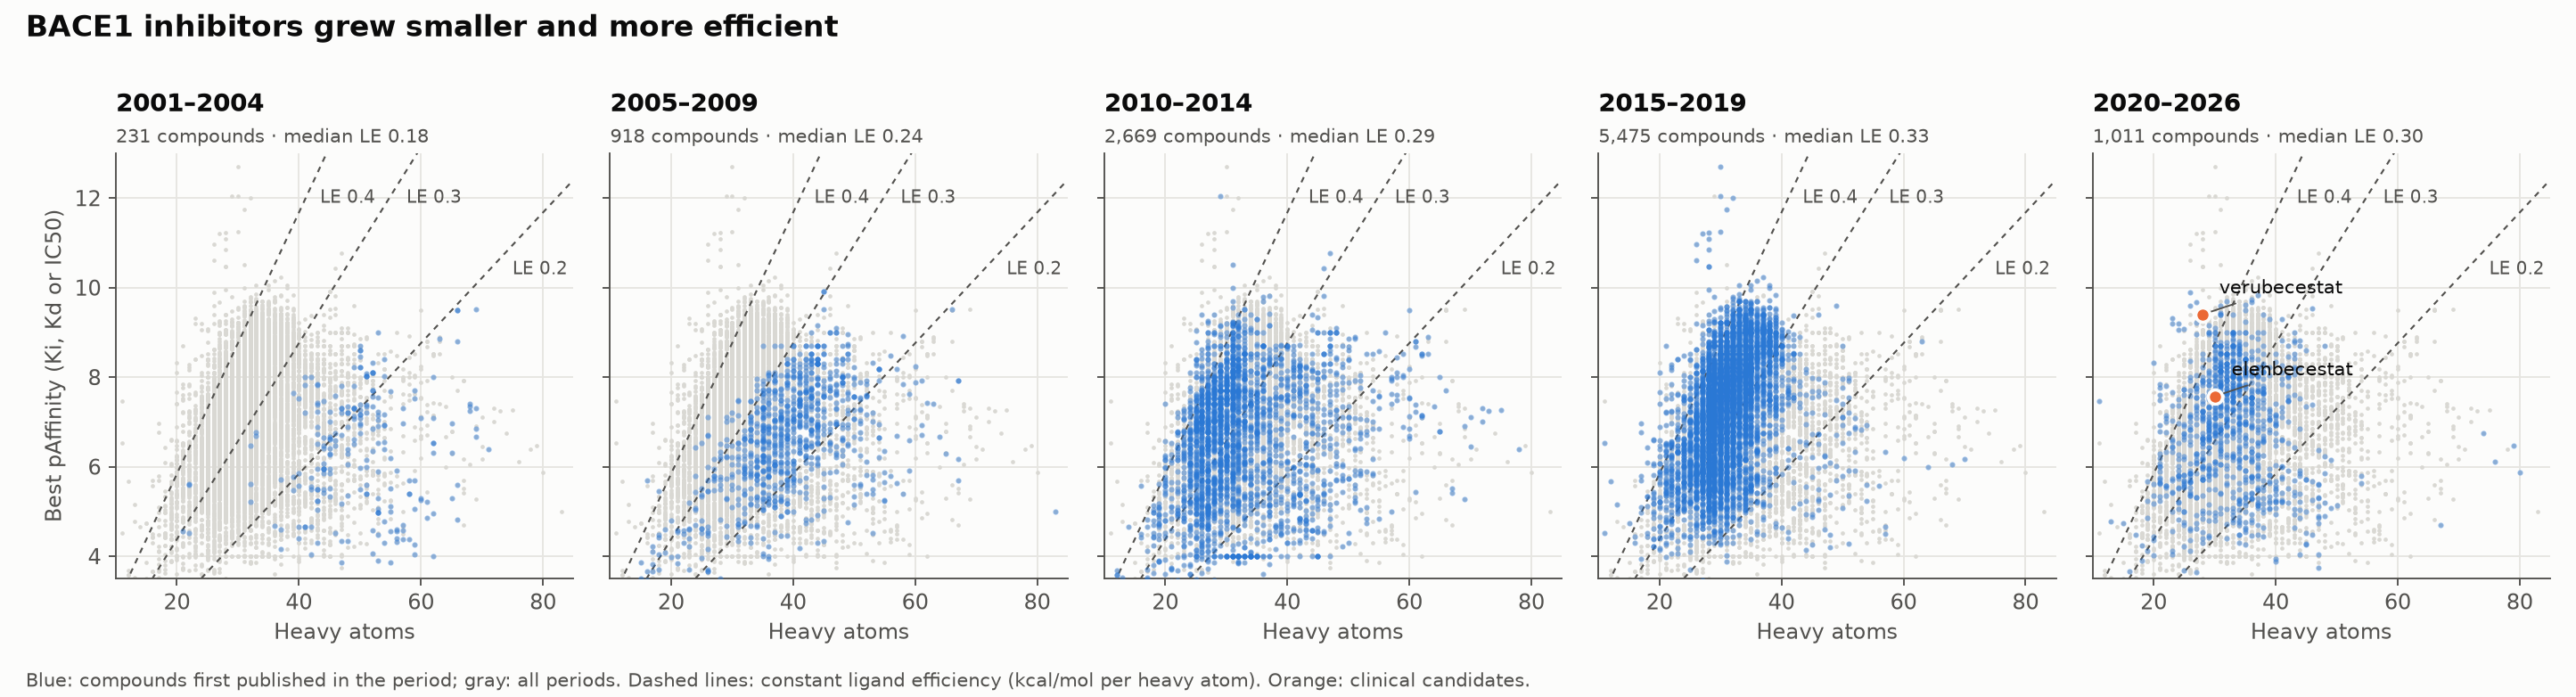 BACE1 inhibitors grew smaller and more efficient
2001–2004
231 compounds · median LE 0.18
2005–2009
918 compounds · median LE 0.24
2010–2014
2,669 compounds · median LE 0.29
2015–2019
5,475 compounds · median LE 0.33
2020–2026
1,011 compounds · median LE 0.30
Best pAffinity (Ki, Kd or IC50)
12
10
8
6
4
LE 0.4
LE 0.3
LE 0.2
LE 0.4
LE 0.3
LE 0.2
LE 0.4
LE 0.3
LE 0.2
LE 0.4
LE 0.3
LE 0.2
LE 0.4
LE 0.3
LE 0.2
verubecestat
elenbecestat
20 40 60 80
20 40 60 80
20 40 60 80
20 40 60 80
20 40 60 80
Heavy atoms
Heavy atoms
Heavy atoms
Heavy atoms
Heavy atoms
Blue: compounds first published in the period; gray: all periods. Dashed lines: constant ligand efficiency (kcal/mol per heavy atom). Orange: clinical candidates.